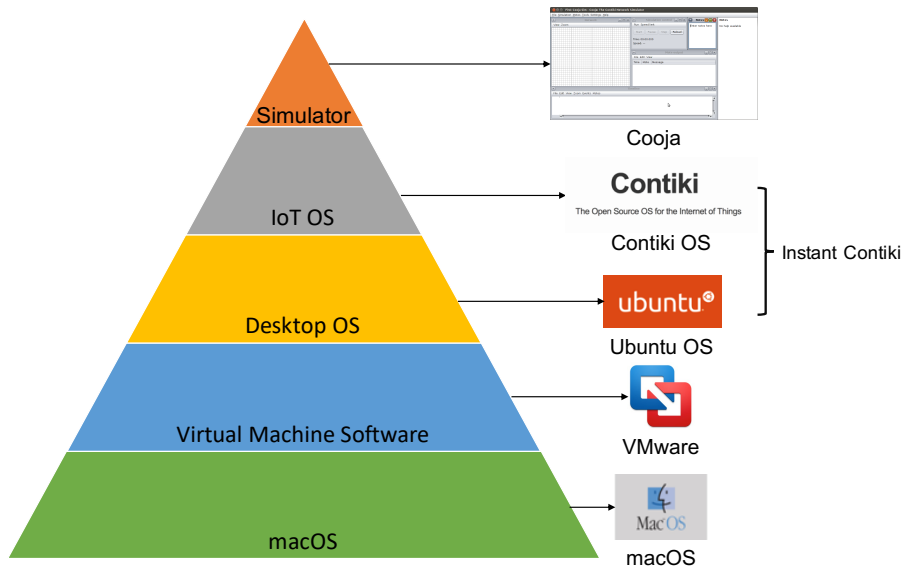 Simulator
Cooja
IoT OS
Contiki
The Open Source OS for the Internet of Things
Contiki OS
Instant Contiki
Desktop OS
ubuntu
Ubuntu OS
Virtual Machine Software
VMware
macOS
Mac OS
macOS